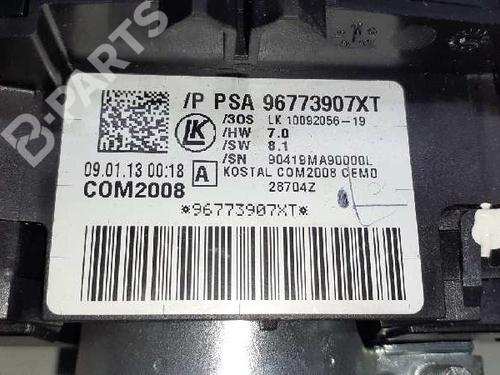 B-PARTS
/P PSA 96773907XT
/3OS LK 10092056-19
/HW 7.0
/SW 8.1
/SN 90419MA90000L
KOSTAL COM2008 CEMO
28704Z
LK
09.01.13 00:18 A
COM2008
*96773907XT*